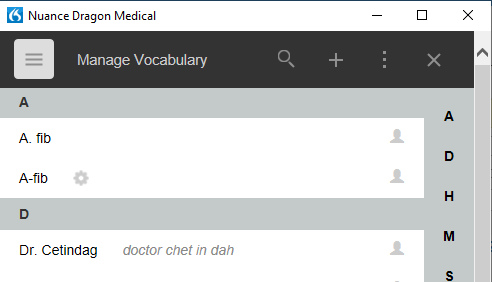 Nuance Dragon Medical
Manage Vocabulary
A
A. fib
A-fib
D
Dr. Cetindag doctor chet in dah
A
D
H
M
S